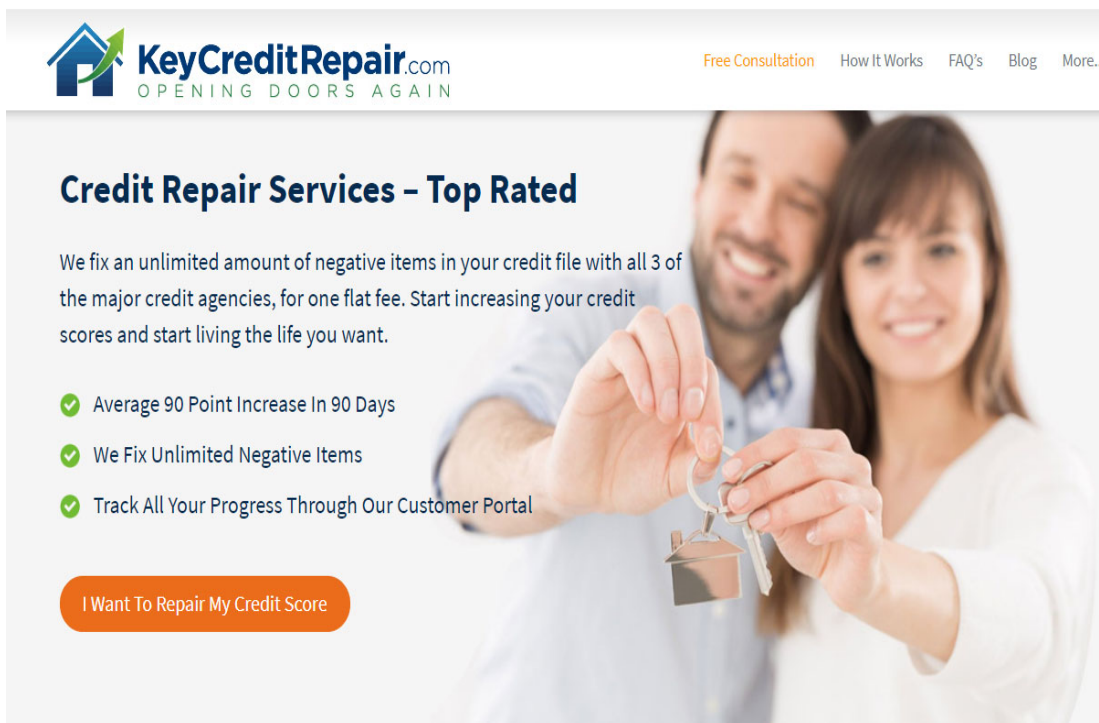 KeyCreditRepair.com
OPENING DOORS AGAIN
Free Consultation How It Works FAQ's Blog More..
Credit Repair Services – Top Rated
We fix an unlimited amount of negative items in your credit file with all 3 of
the major credit agencies, for one flat fee. Start increasing your credit
scores and start living the life you want.
Average 90 Point Increase In 90 Days
We Fix Unlimited Negative Items
Track All Your Progress Through Our Customer Portal
I Want To Repair My Credit Score